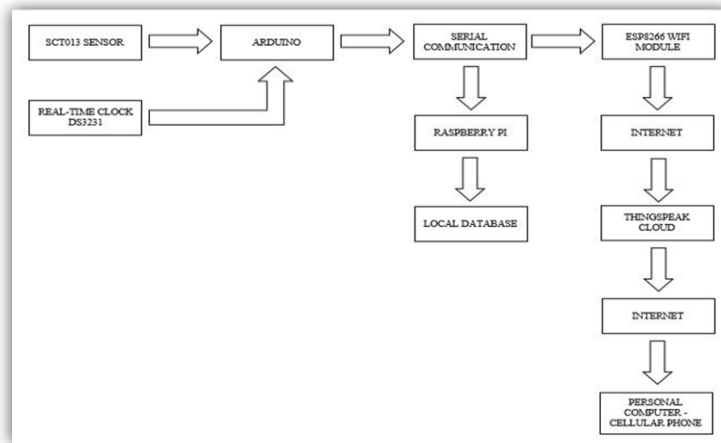 SCT013 SENSOR
ARDUINO
SERIAL
COMMUNICATION
ESP8266 WIFI
MODULE
REAL-TIME CLOCK
DS3231
RASPBERRY PI
INTERNET
LOCAL DATABASE
THINGSPEAK
CLOUD
INTERNET
PERSONAL
COMPUTER -
CELLULAR PHONE